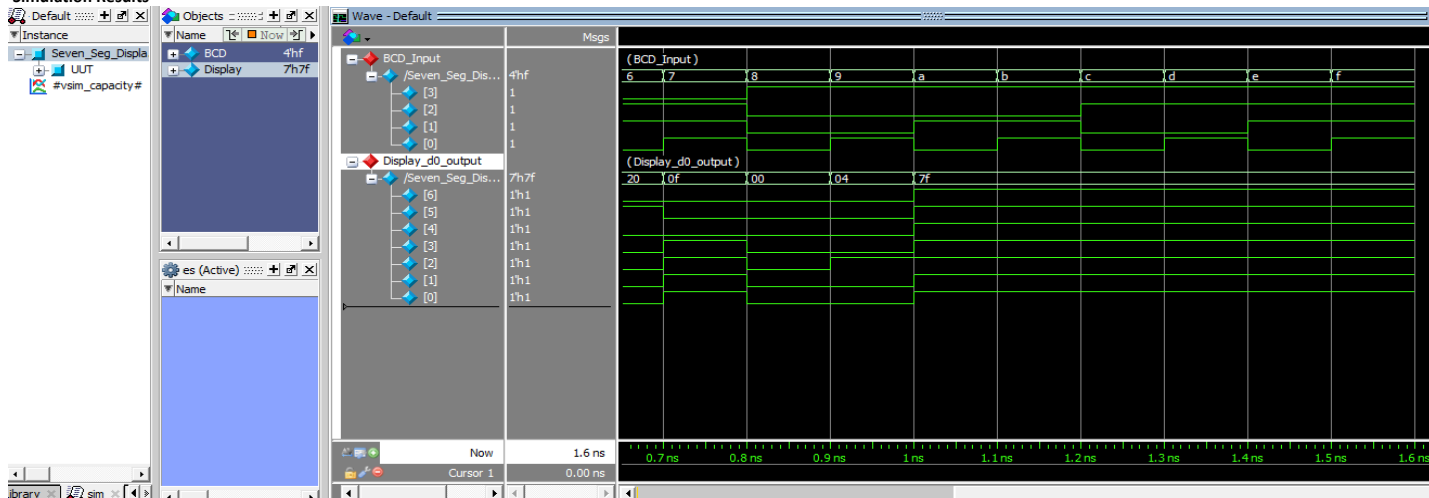 Simulation Results
Default
Instance
Seven_Seg_Displa
UUT
#vsim_capacity#
Objects
Name Now
BCD 4'hf
Display 7'h7f
es (Active)
Name
Wave - Default
Msgs
BCD_Input (BCD_Input)
/Seven_Seg_Dis... 4'hf 6 7 8 9 a b c d e f
[3] 1
[2] 1
[1] 1
[0] 1
Display_d0_output (Display_d0_output)
/Seven_Seg_Dis... 7'h7f 20 0f 00 04 7f
[6] 1'h1
[5] 1'h1
[4] 1'h1
[3] 1'h1
[2] 1'h1
[1] 1'h1
[0] 1'h1
Now 1.6 ns 0.7 ns 0.8 ns 0.9 ns 1 ns 1.1 ns 1.2 ns 1.3 ns 1.4 ns 1.5 ns 1.6 n
Cursor 1 0.00 ns
ibrary sim